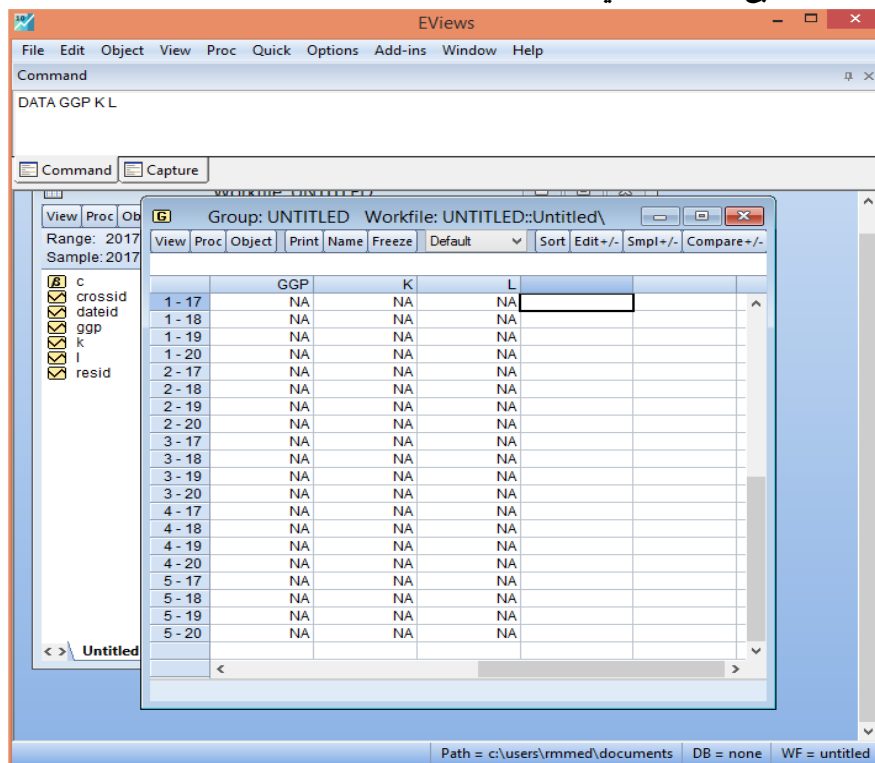 EViews
File Edit Object View Proc Quick Options Add-ins Window Help
Command
DATA GGP K L
Command Capture
View Proc Ob
Range: 2017
Sample: 2017
c
crossid
dateid
ggp
k
l
resid
Untitled
Group: UNTITLED Workfile: UNTITLED::Untitled\
View Proc Object Print Name Freeze Default Sort Edit+/- Smpl+/- Compare+/-
GGP K L
1 - 17 NA NA NA
1 - 18 NA NA NA
1 - 19 NA NA NA
1 - 20 NA NA NA
2 - 17 NA NA NA
2 - 18 NA NA NA
2 - 19 NA NA NA
2 - 20 NA NA NA
3 - 17 NA NA NA
3 - 18 NA NA NA
3 - 19 NA NA NA
3 - 20 NA NA NA
4 - 17 NA NA NA
4 - 18 NA NA NA
4 - 19 NA NA NA
4 - 20 NA NA NA
5 - 17 NA NA NA
5 - 18 NA NA NA
5 - 19 NA NA NA
5 - 20 NA NA NA
Path = c:\users\rmmed\documents DB = none WF = untitled